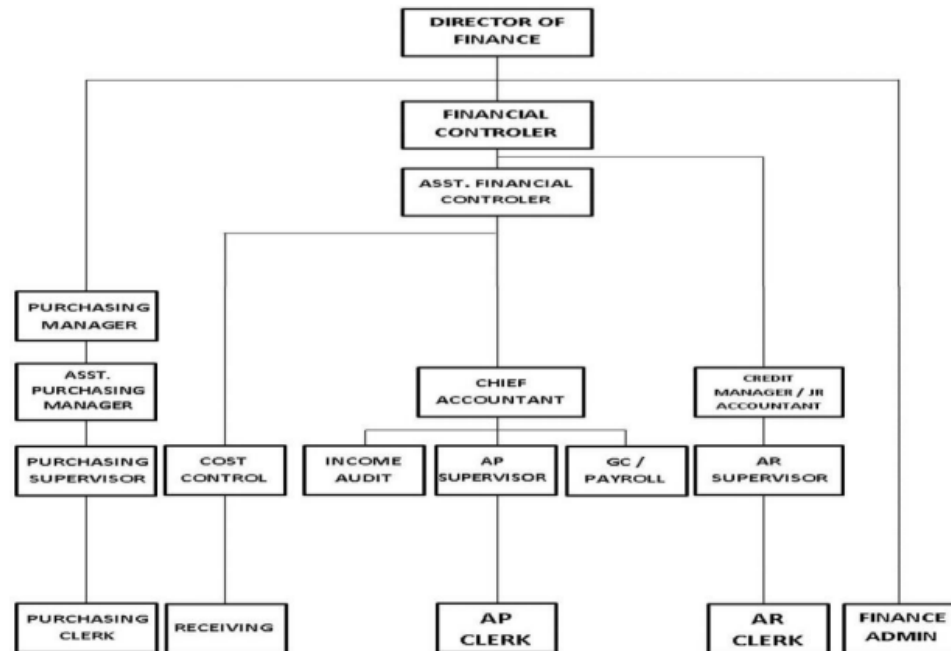 DIRECTOR OF
FINANCE
FINANCIAL
CONTROLER
ASST. FINANCIAL
CONTROLER
PURCHASING
MANAGER
ASST.
PURCHASING
MANAGER
CHIEF
ACCOUNTANT
CREDIT
MANAGER / JR
ACCOUNTANT
PURCHASING
SUPERVISOR
COST
CONTROL
INCOME
AUDIT
AP
SUPERVISOR
GC /
PAYROLL
AR
SUPERVISOR
PURCHASING
CLERK
RECEIVING
AP
CLERK
AR
CLERK
FINANCE
ADMIN